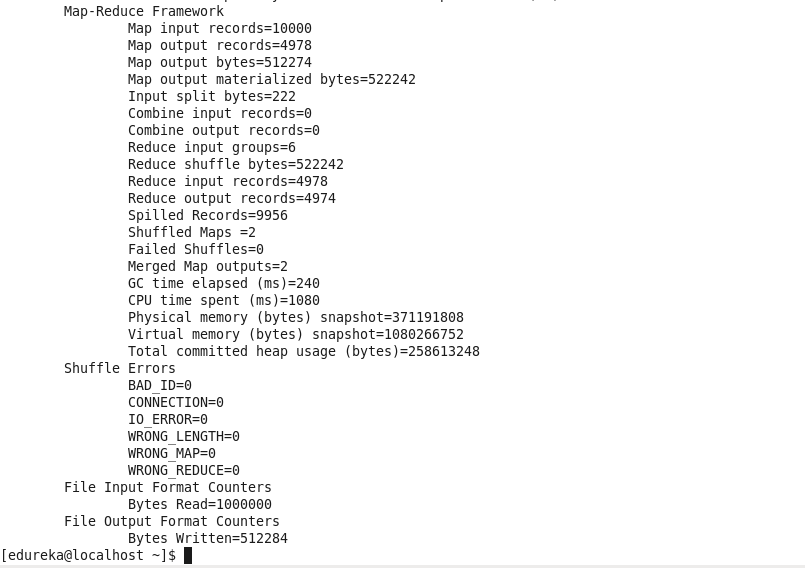 Map-Reduce Framework
Map input records=10000
Map output records=4978
Map output bytes=512274
Map output materialized bytes=522242
Input split bytes=222
Combine input records=0
Combine output records=0
Reduce input groups=6
Reduce shuffle bytes=522242
Reduce input records=4978
Reduce output records=4974
Spilled Records=9956
Shuffled Maps =2
Failed Shuffles=0
Merged Map outputs=2
GC time elapsed (ms)=240
CPU time spent (ms)=1080
Physical memory (bytes) snapshot=371191808
Virtual memory (bytes) snapshot=1080266752
Total committed heap usage (bytes)=258613248
Shuffle Errors
BAD_ID=0
CONNECTION=0
IO_ERROR=0
WRONG_LENGTH=0
WRONG_MAP=0
WRONG_REDUCE=0
File Input Format Counters
Bytes Read=1000000
File Output Format Counters
Bytes Written=512284
[edureka@localhost ~]$